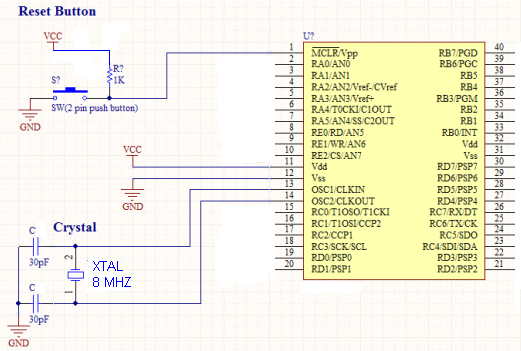 Reset Button
VCC
R?
1K
S?
SW(2 pin push button)
GND
VCC
GND
Crystal
C
30pF
2
XTAL
8 MHZ
1
C
30pF
GND
U?
1 MCLR/Vpp RB7/PGD 40
2 RA0/AN0 RB6/PGC 39
3 RA1/AN1 RB5 38
4 RA2/AN2/Vref-/CVref RB4 37
5 RA3/AN3/Vref+ RB3/PGM 36
6 RA4/T0CKI/C1OUT RB2 35
7 RA5/AN4/SS/C2OUT RB1 34
8 RE0/RD/AN5 RB0/INT 33
9 RE1/WR/AN6 Vdd 32
10 RE2/CS/AN7 Vss 31
11 Vdd RD7/PSP7 30
12 Vss RD6/PSP6 29
13 OSC1/CLKIN RD5/PSP5 28
14 OSC2/CLKOUT RD4/PSP4 27
15 RC0/T1OSO/T1CKI RC7/RX/DT 26
16 RC1/T1OSI/CCP2 RC6/TX/CK 25
17 RC2/CCP1 RC5/SDO 24
18 RC3/SCK/SCL RC4/SDI/SDA 23
19 RD0/PSP0 RD3/PSP3 22
20 RD1/PSP1 RD2/PSP2 21